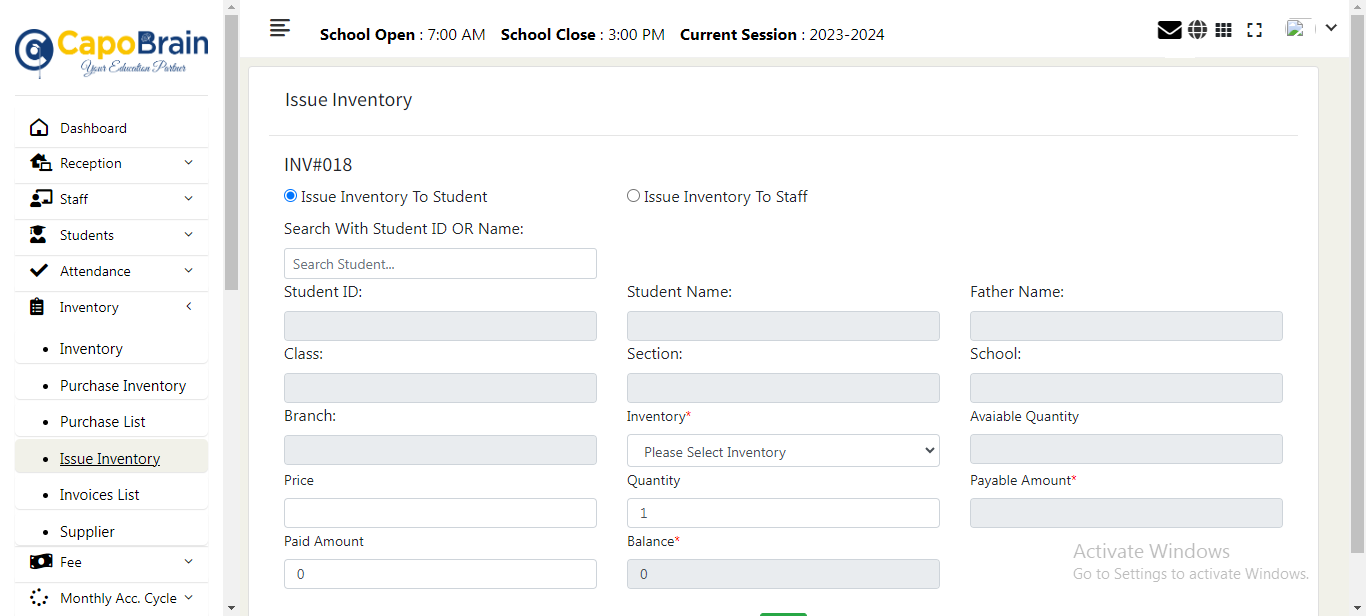 CapoBrain
Your Education Partner
School Open : 7:00 AM School Close : 3:00 PM Current Session : 2023-2024
Dashboard
Reception
Staff
Students
Attendance
Inventory
Inventory
Purchase Inventory
Purchase List
Issue Inventory
Invoices List
Supplier
Fee
Monthly Acc. Cycle
Issue Inventory
INV#018
Issue Inventory To Student Issue Inventory To Staff
Search With Student ID OR Name:
Search Student...
Student ID: Student Name: Father Name:
Class: Section: School:
Branch: Inventory* Avaiable Quantity
Please Select Inventory
Price Quantity Payable Amount*
1
Paid Amount Balance*
0 0
Activate Windows
Go to Settings to activate Windows.